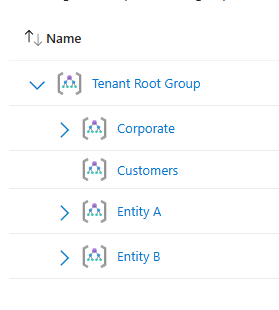 Name
Tenant Root Group
Corporate
Customers
Entity A
Entity B